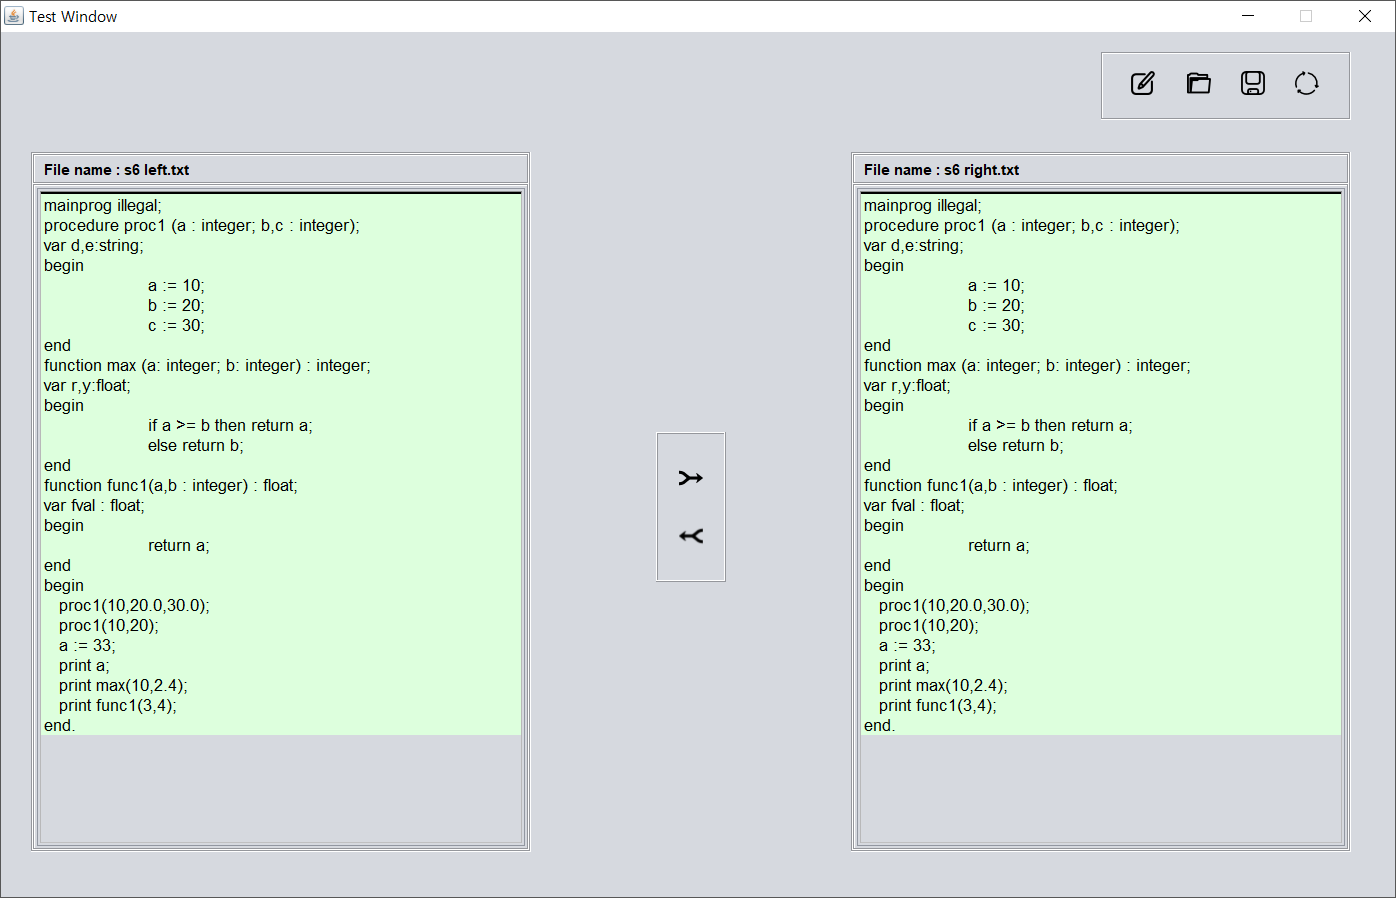 Test Window
File name : s6 left.txt
mainprog illegal;
procedure proc1 (a : integer; b,c : integer);
var d,e:string;
begin
a := 10;
b := 20;
c := 30;
end
function max (a: integer; b: integer) : integer;
var r,y:float;
begin
if a >= b then return a;
else return b;
end
function func1(a,b : integer) : float;
var fval : float;
begin
return a;
end
begin
proc1(10,20.0,30.0);
proc1(10,20);
a := 33;
print a;
print max(10,2.4);
print func1(3,4);
end.
File name : s6 right.txt
mainprog illegal;
procedure proc1 (a : integer; b,c : integer);
var d,e:string;
begin
a := 10;
b := 20;
c := 30;
end
function max (a: integer; b: integer) : integer;
var r,y:float;
begin
if a >= b then return a;
else return b;
end
function func1(a,b : integer) : float;
var fval : float;
begin
return a;
end
begin
proc1(10,20.0,30.0);
proc1(10,20);
a := 33;
print a;
print max(10,2.4);
print func1(3,4);
end.